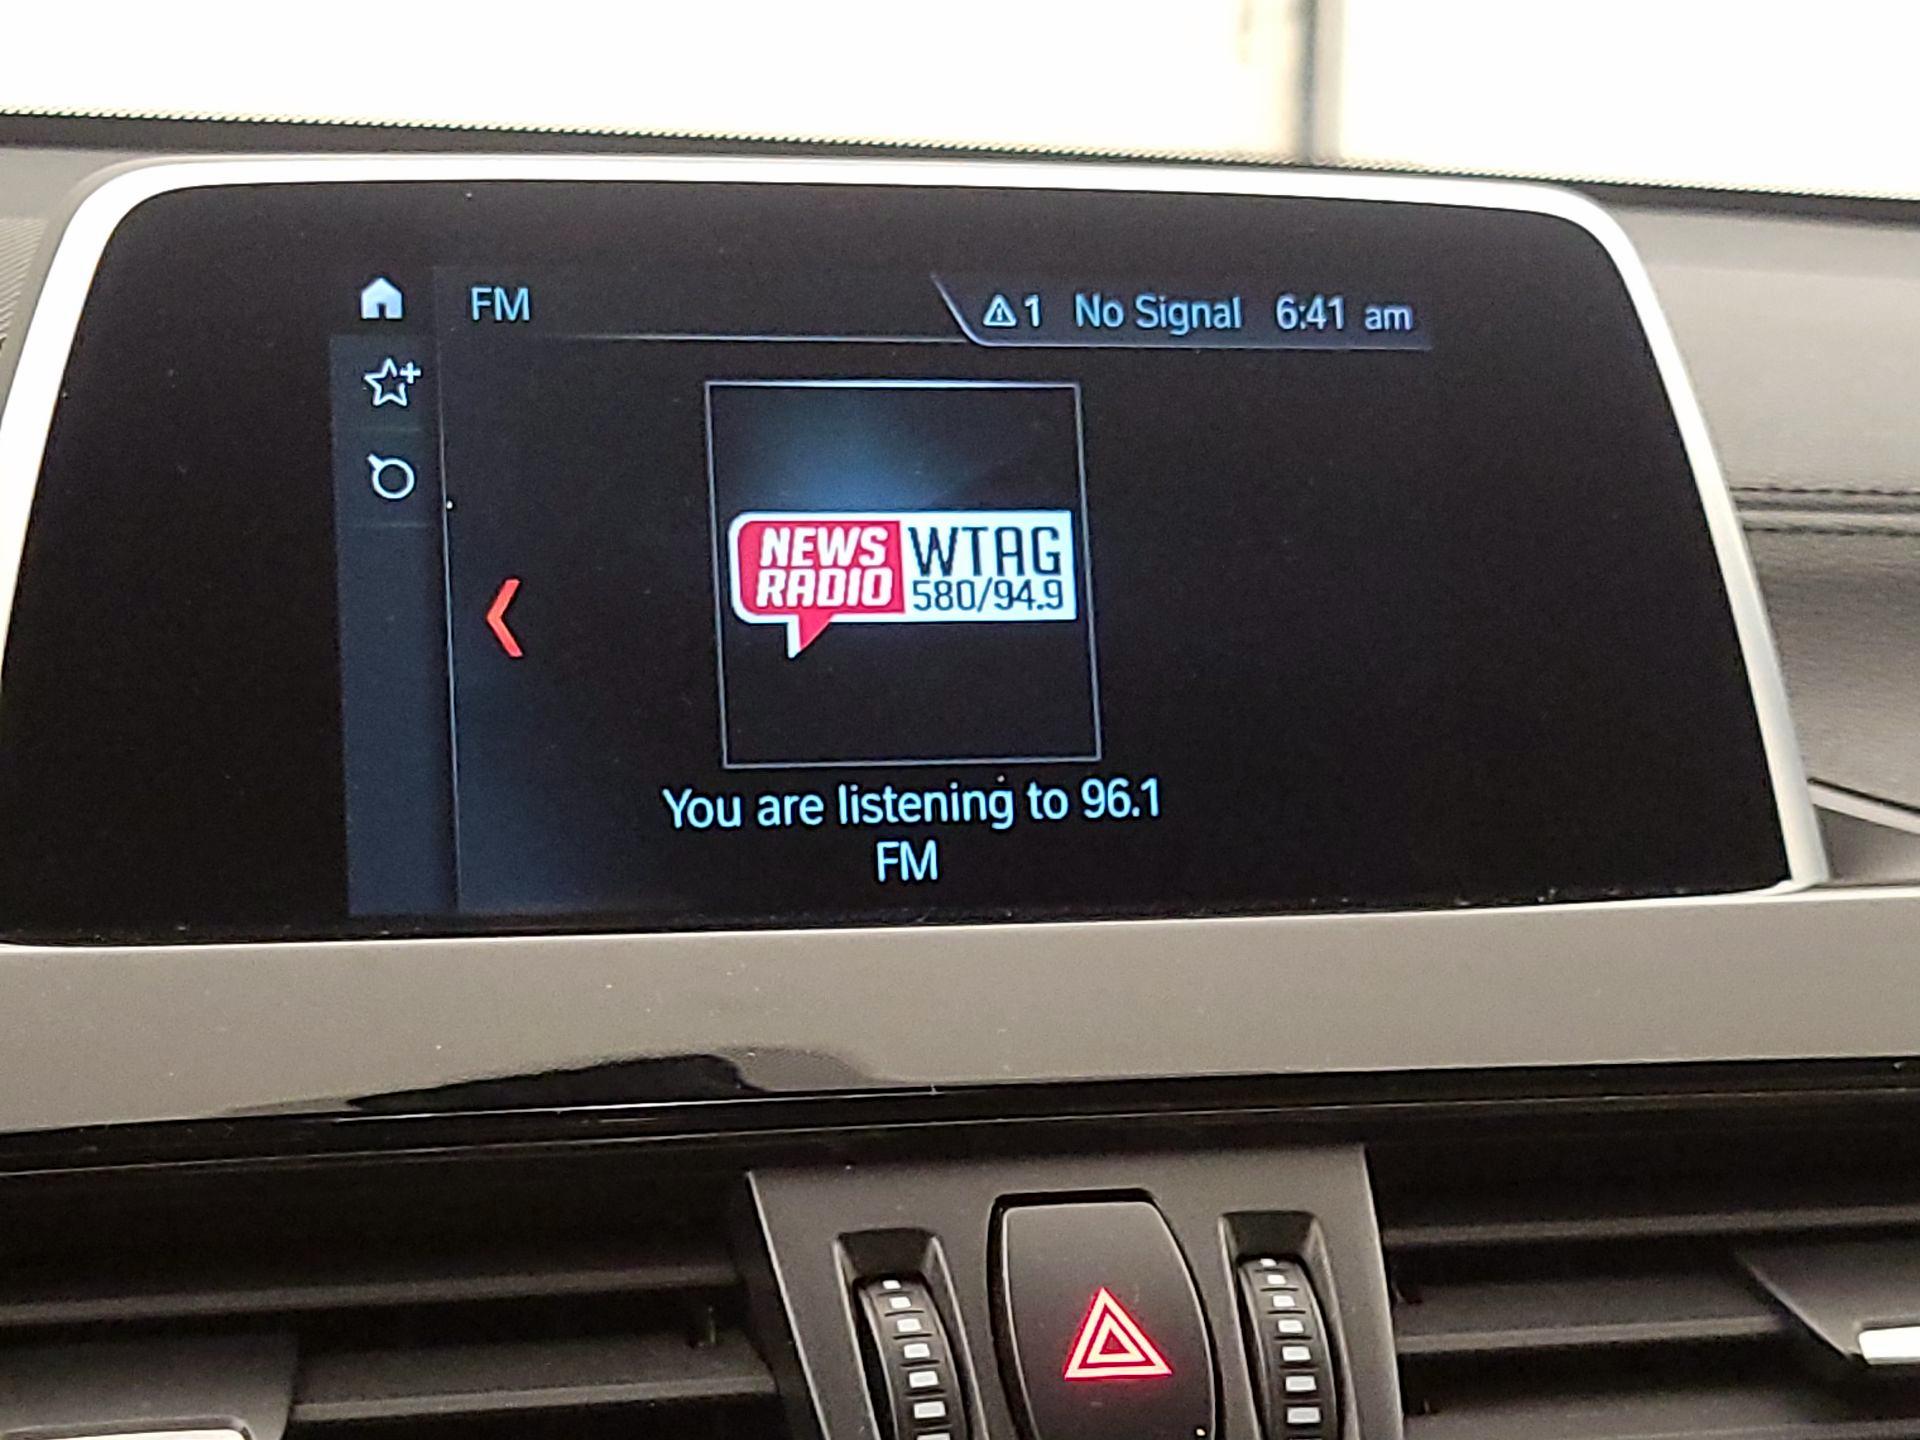 FM
1 No Signal 6:41 am
NEWS
RADIO
WTAG
580/94.9
You are listening to 96.1
FM